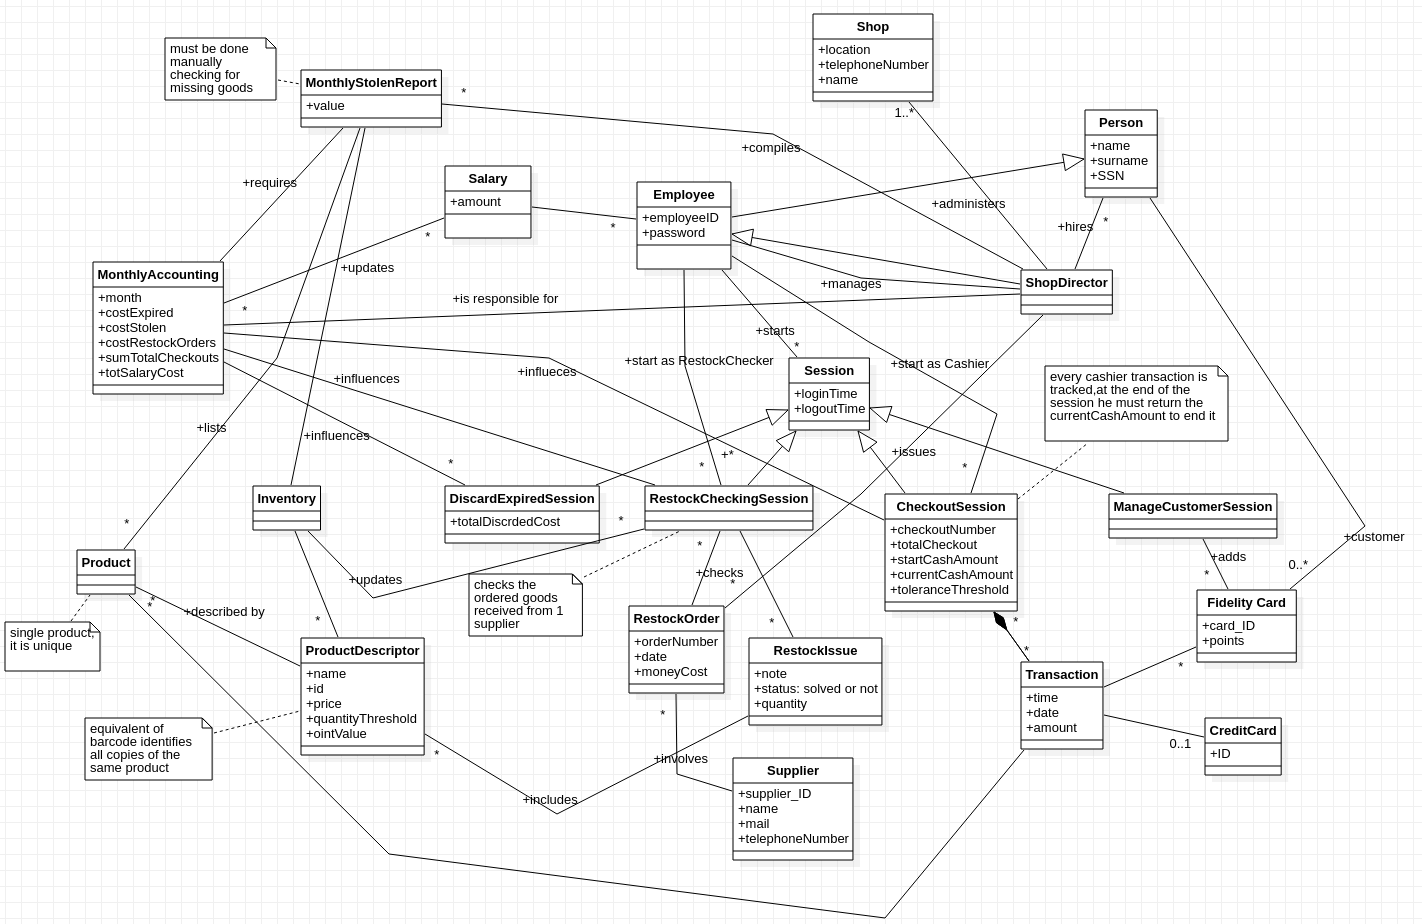 Shop
+location
+telephoneNumber
+name
must be done
manually
checking for
missing goods
MonthlyStolenReport
+value
*
1..*
Person
+name
+surname
+SSN
+compiles
+requires
Salary
+amount
*
Employee
+employeeID
+password
*
+administers
*
+hires
MonthlyAccounting
+month
+costExpired
+costStolen
+costRestockOrders
+sumTotalCheckouts
+totSalaryCost
+updates
*
+is responsible for
+manages
ShopDirector
+starts
*
+start as RestockChecker
+start as Cashier
+influences
+influeces
Session
+loginTime
+logoutTime
every cashier transaction is
tracked,at the end of the
session he must return the
currentCashAmount to end it
+lists
+influences
*
+*
*
+issues
*
Inventory
DiscardExpiredSession
+totalDiscrdedCost
RestockCheckingSession
CheckoutSession
+checkoutNumber
+totalCheckout
+startCashAmount
+currentCashAmount
+toleranceThreshold
ManageCustomerSession
*
*
*
+customer
+adds
0..*
*
Product
+updates
checks the
ordered goods
received from 1
supplier
+checks
*
*
*
+described by
*
single product,
it is unique
RestockOrder
+orderNumber
+date
+moneyCost
*
RestockIssue
+note
+status: solved or not
+quantity
*
*
Fidelity Card
+card_ID
+points
*
ProductDescriptor
+name
+id
+price
+quantityThreshold
+ointValue
*
Transaction
+time
+date
+amount
equivalent of
barcode identifies
all copies of the
same product
*
+involves
0..1
CreditCard
+ID
Supplier
+supplier_ID
+name
+mail
+telephoneNumber
+includes